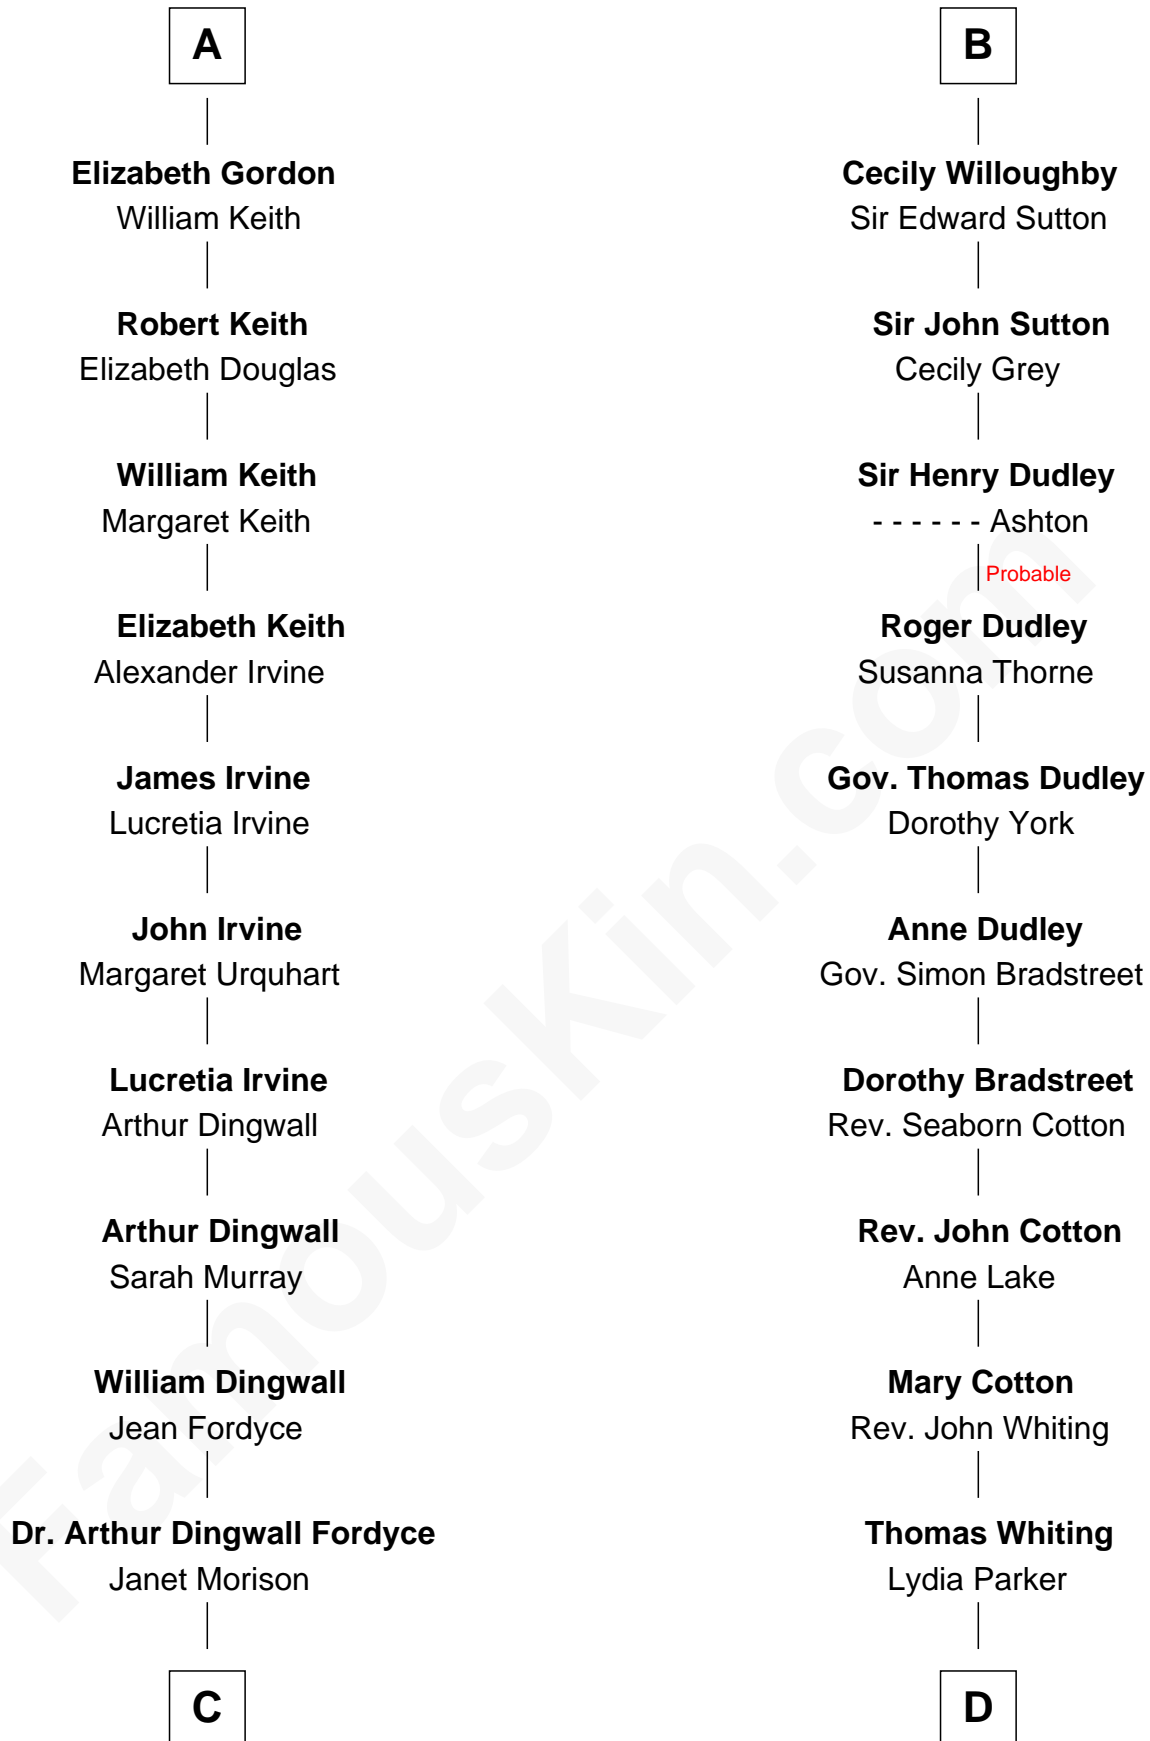 A
Elizabeth Gordon
William Keith
Robert Keith
Elizabeth Douglas
William Keith
Margaret Keith
Elizabeth Keith
Alexander Irvine
James Irvine
Lucretia Irvine
John Irvine
Margaret Urquhart
Lucretia Irvine
Arthur Dingwall
Arthur Dingwall
Sarah Murray
William Dingwall
Jean Fordyce
Dr. Arthur Dingwall Fordyce
Janet Morison
C
B
Cecily Willoughby
Sir Edward Sutton
Sir John Sutton
Cecily Grey
Sir Henry Dudley
- - - - - - Ashton
Probable
Roger Dudley
Susanna Thorne
Gov. Thomas Dudley
Dorothy York
Anne Dudley
Gov. Simon Bradstreet
Dorothy Bradstreet
Rev. Seaborn Cotton
Rev. John Cotton
Anne Lake
Mary Cotton
Rev. John Whiting
Thomas Whiting
Lydia Parker
D
FamousKin.com